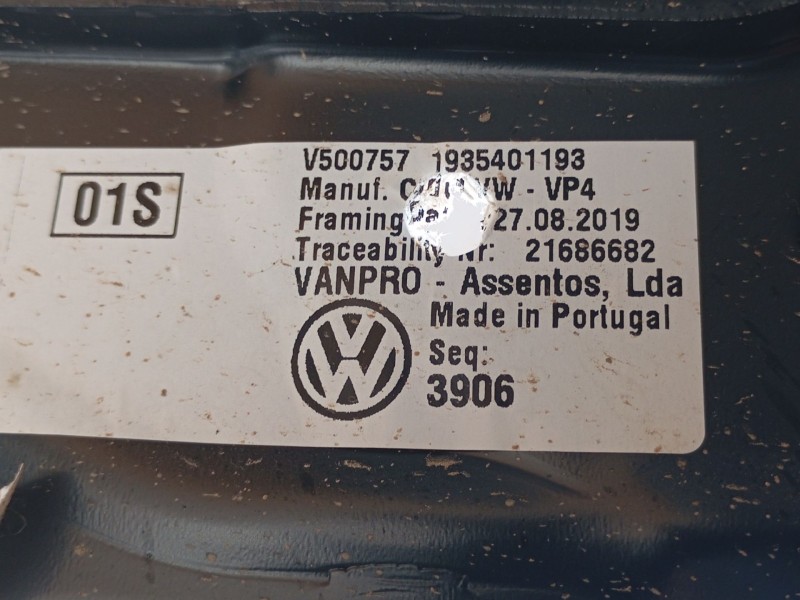 01S
V500757 1935401193
Manuf. VW - VP4
Framing 27.08.2019
Traceability Nr: 21686682
VANPRO - Assentos, Lda
Made in Portugal
Seq:
3906